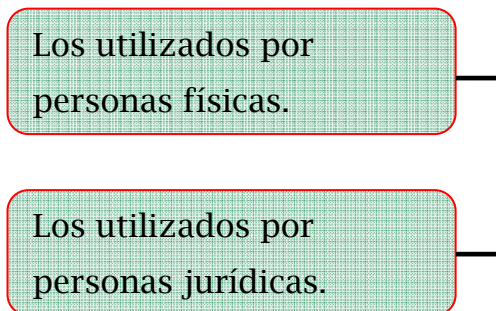 Los utilizados por
personas físicas.
Los utilizados por
personas jurídicas.